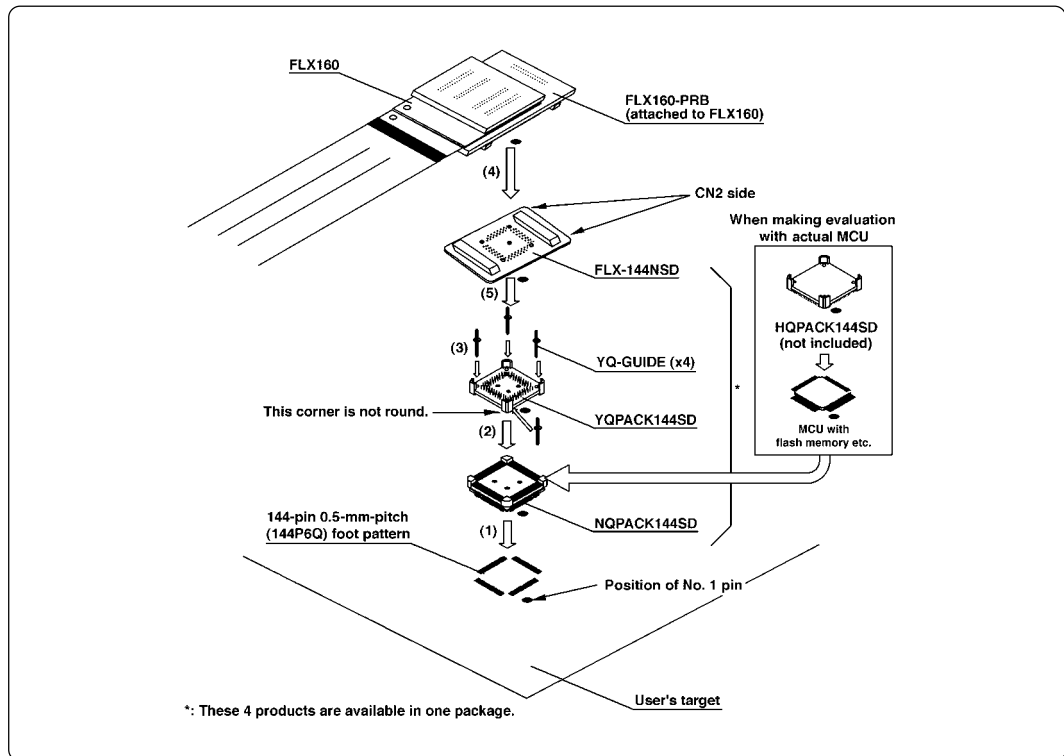 FLX160
FLX160-PRB
(attached to FLX160)
(4)
CN2 side
When making evaluation
with actual MCU
FLX-144NSD
(5)
HQPACK144SD
(not included)
(3)
YQ-GUIDE (x4)
*
This corner is not round.
YQPACK144SD
MCU with
flash memory etc.
(2)
144-pin 0.5-mm-pitch
(144P6Q) foot pattern
(1)
NQPACK144SD
Position of No. 1 pin
User's target
*: These 4 products are available in one package.